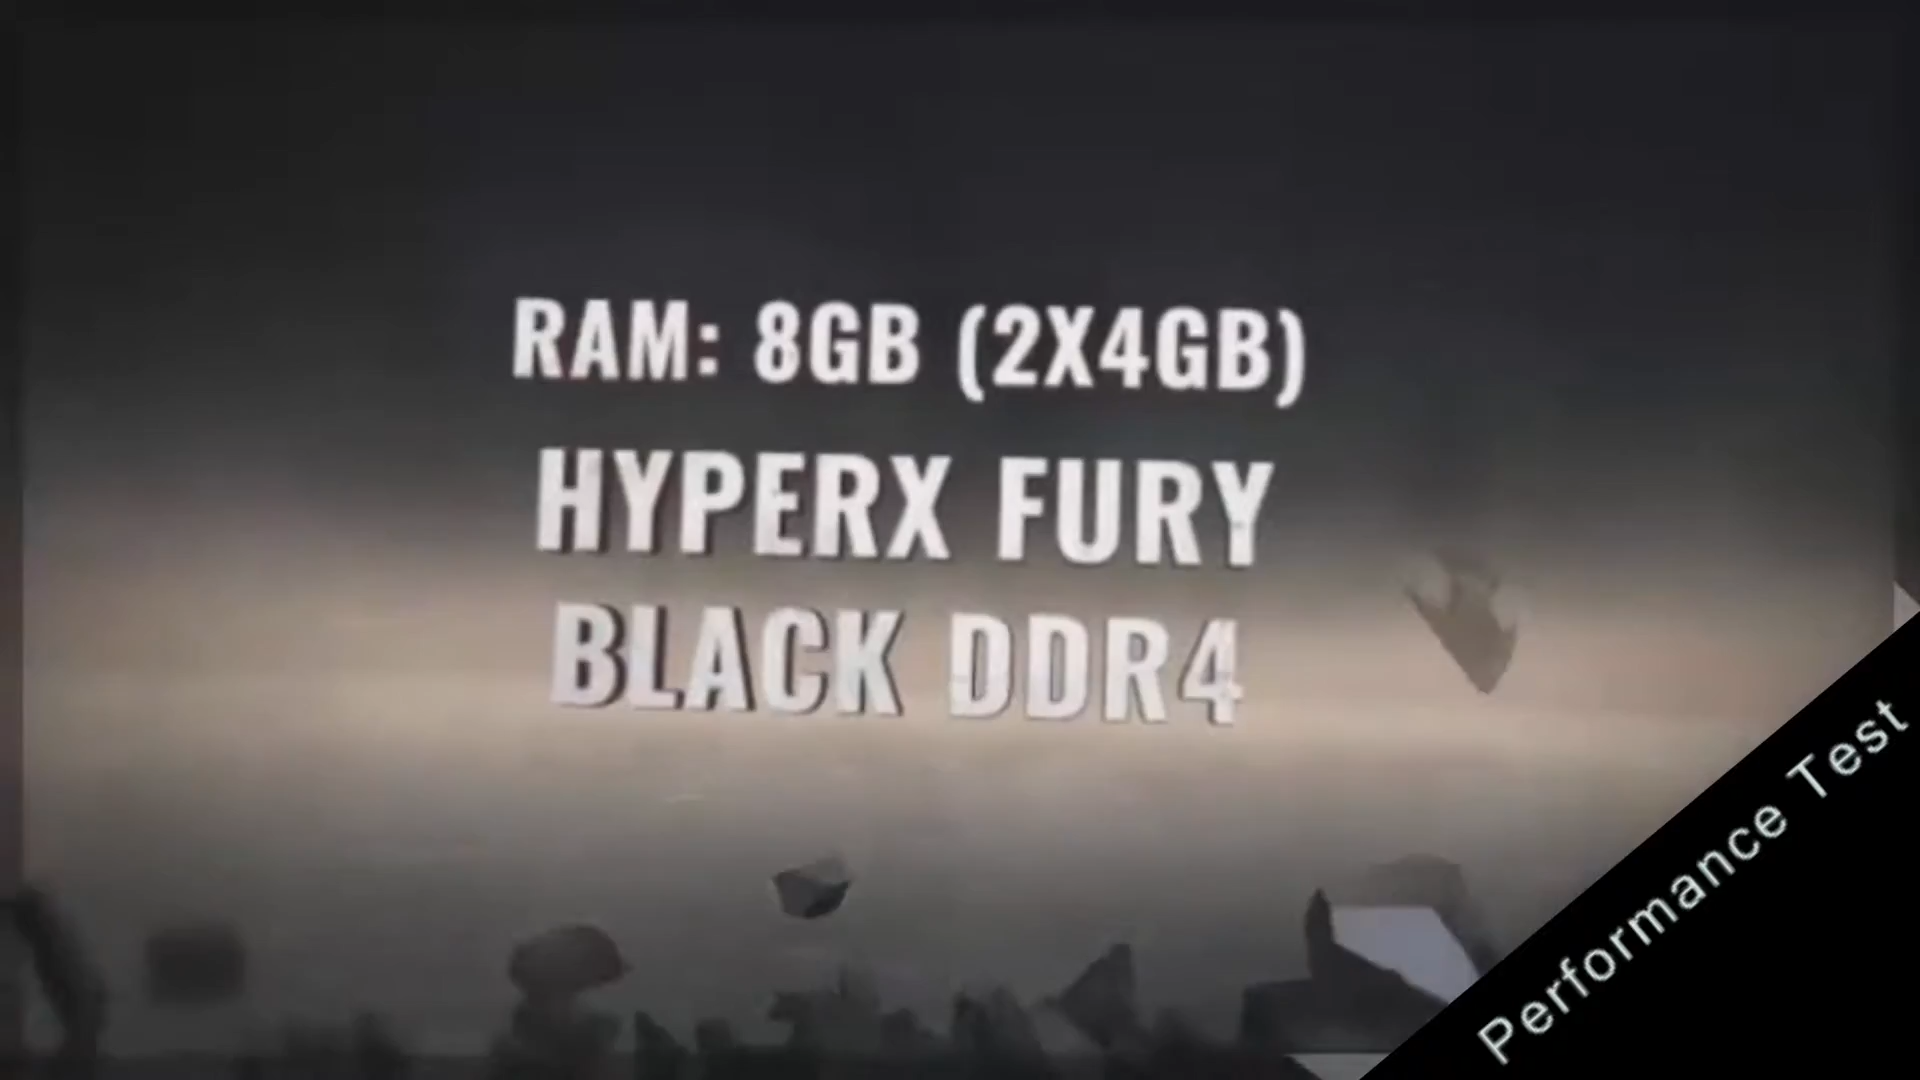 RAM: 8GB (2X4GB)
HYPERX FURY
BLACK DDR4
Performance Test